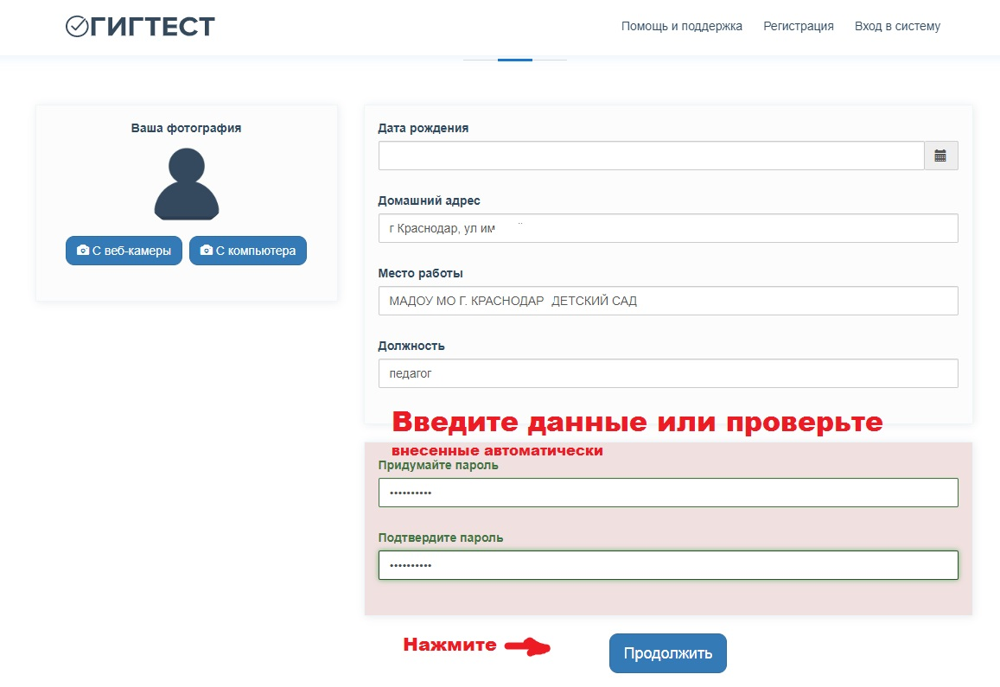 ГИГТЕСТ
Помощь и поддержка Регистрация Вход в систему
Ваша фотография
С веб-камеры С компьютера
Дата рождения
Домашний адрес
г Краснодар, ул им
Место работы
МАДОУ МО Г. КРАСНОДАР ДЕТСКИЙ САД
Должность
педагог
Введите данные или проверьте
внесенные автоматически
Придумайте пароль
••••••••••
Подтвердите пароль
••••••••••
Нажмите
Продолжить